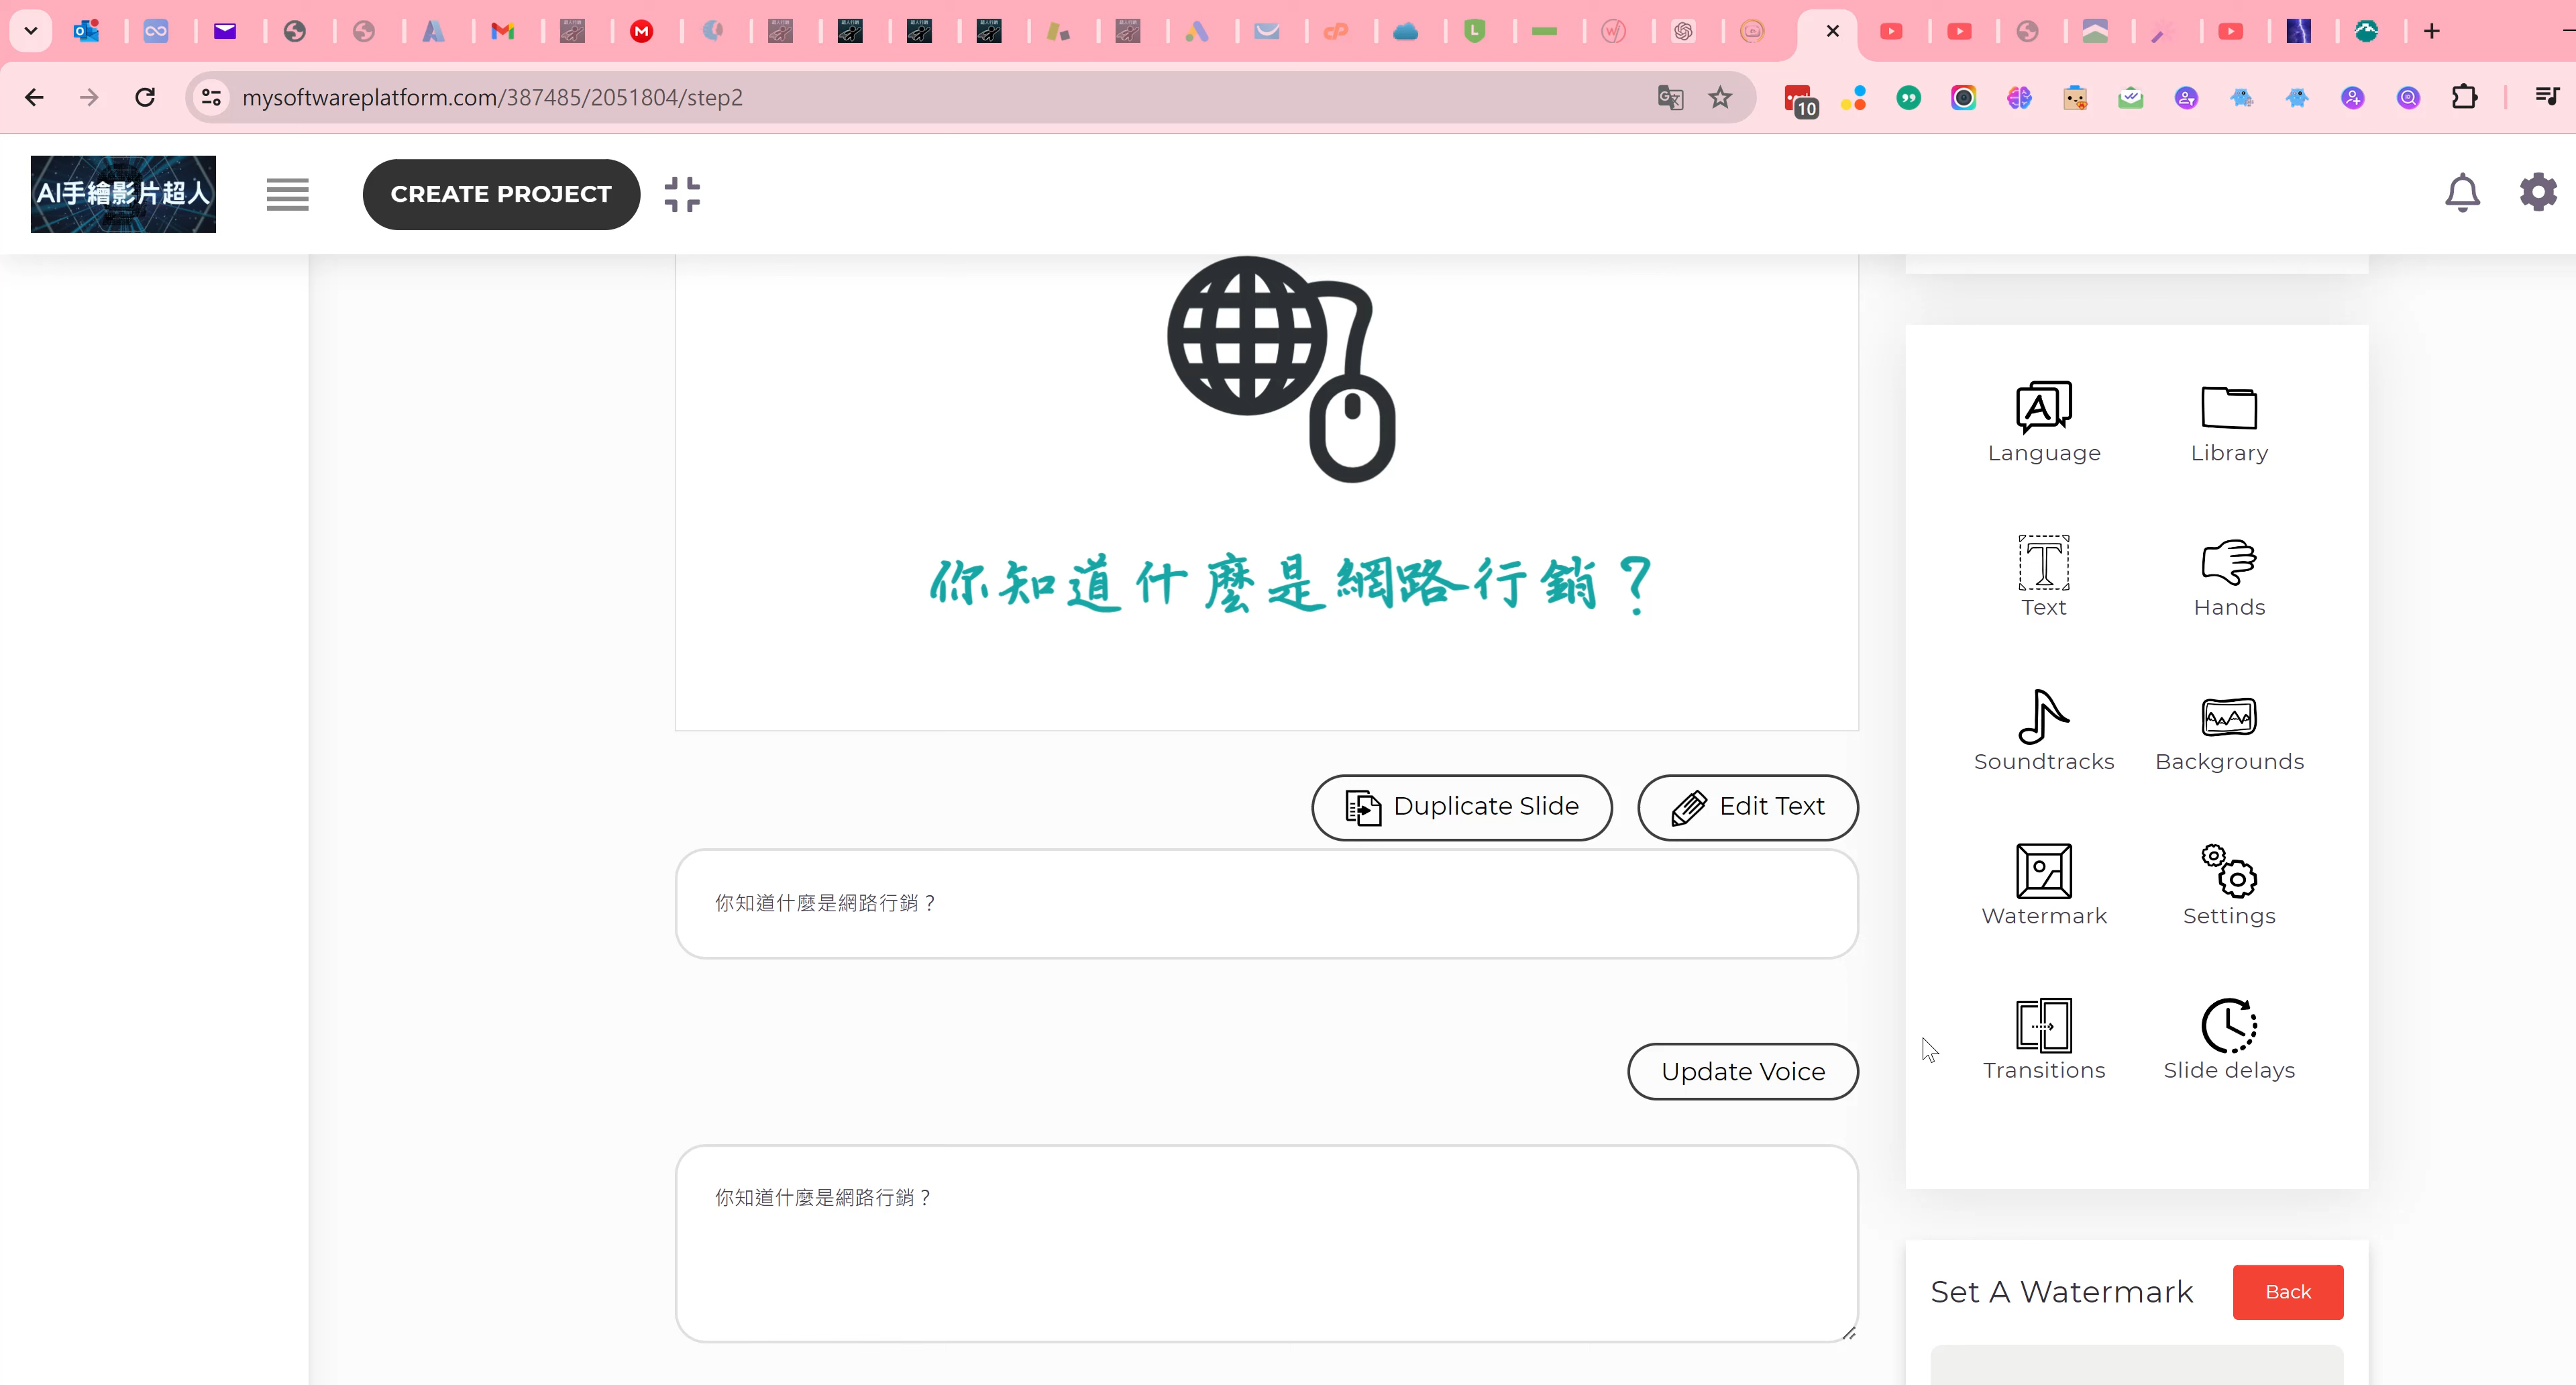 10
mysoftwareplatform.com/387485/2051804/step2
AI手繪影片超人
CREATE PROJECT
你知道什麼是網路行銷？
Duplicate Slide
Edit Text
你知道什麼是網路行銷？
Update Voice
你知道什麼是網路行銷？
Language
Library
Text
Hands
Soundtracks
Backgrounds
Watermark
Settings
Transitions
Slide delays
Set A Watermark
Back